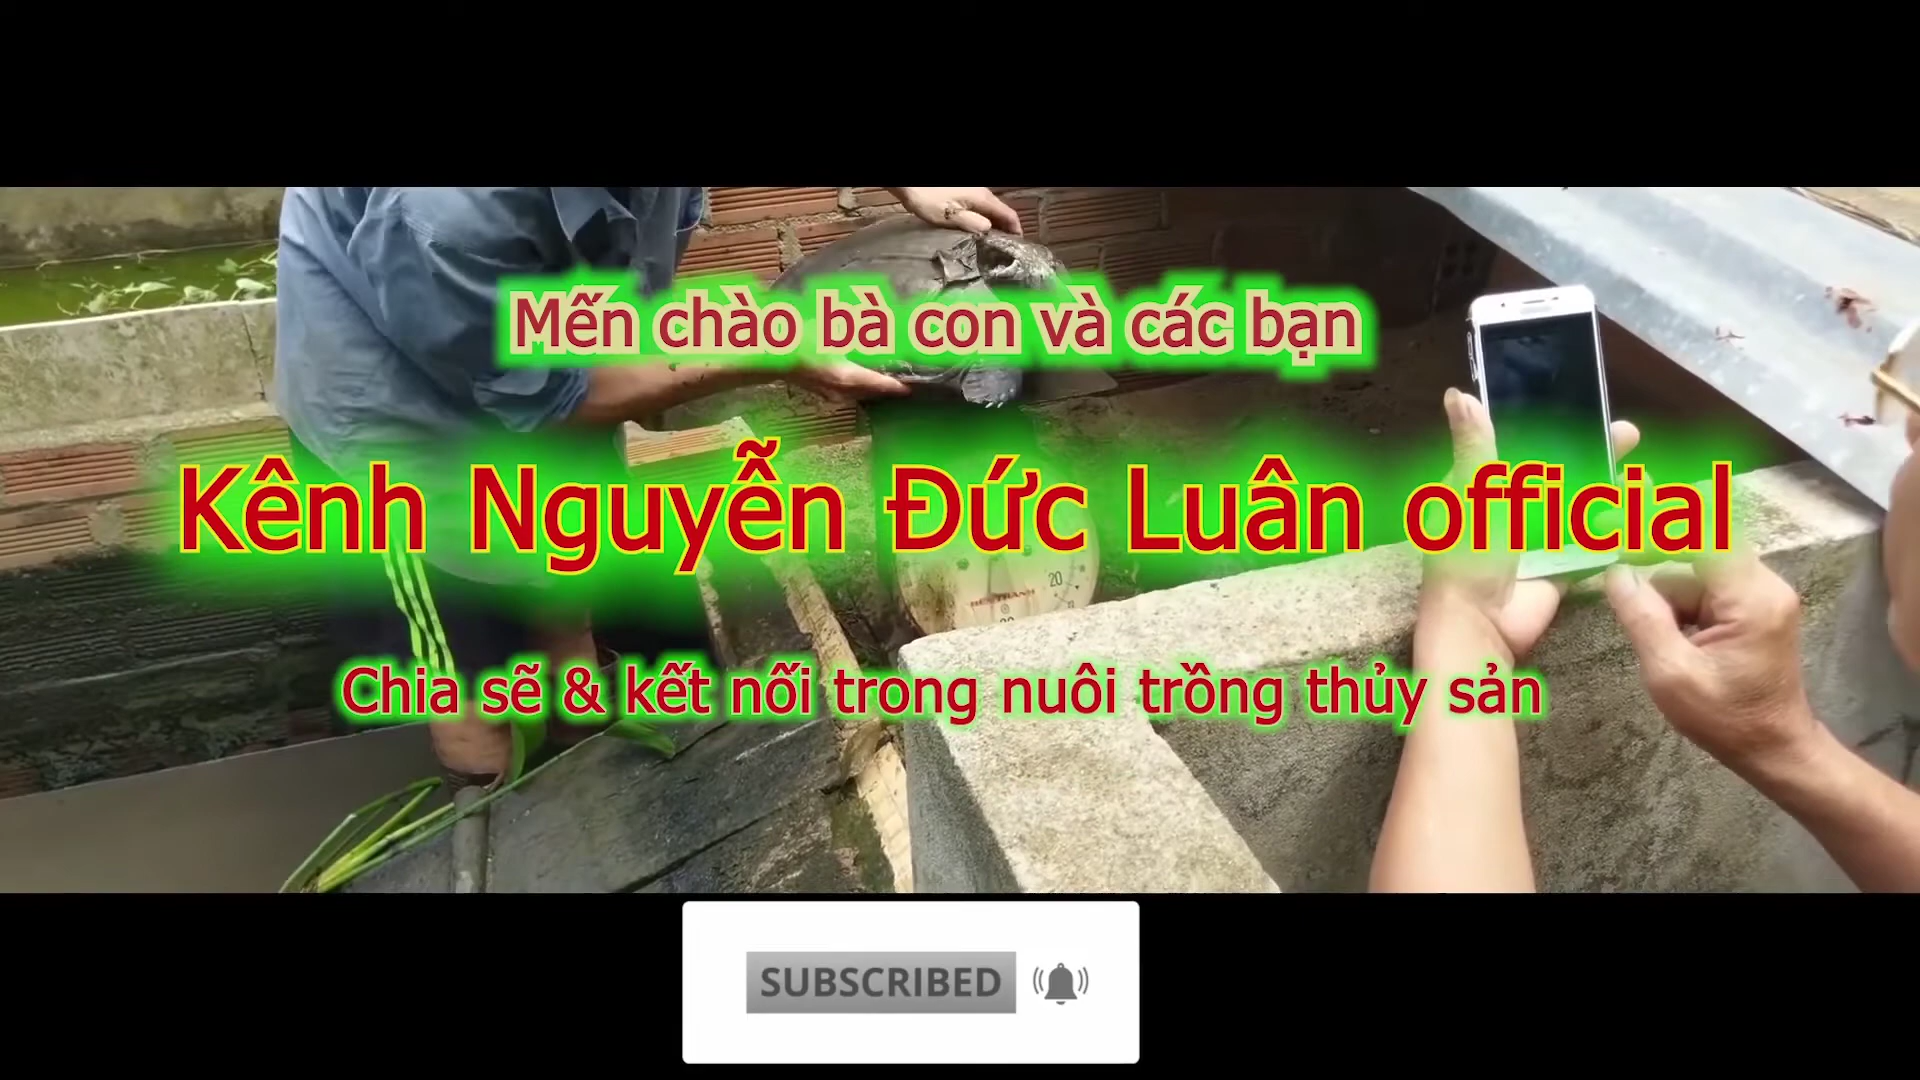 Mến chào bà con và các bạn
Kênh Nguyễn Đức Luân official
20
Chia sẽ & kết nối trong nuôi trồng thủy sản
SUBSCRIBED